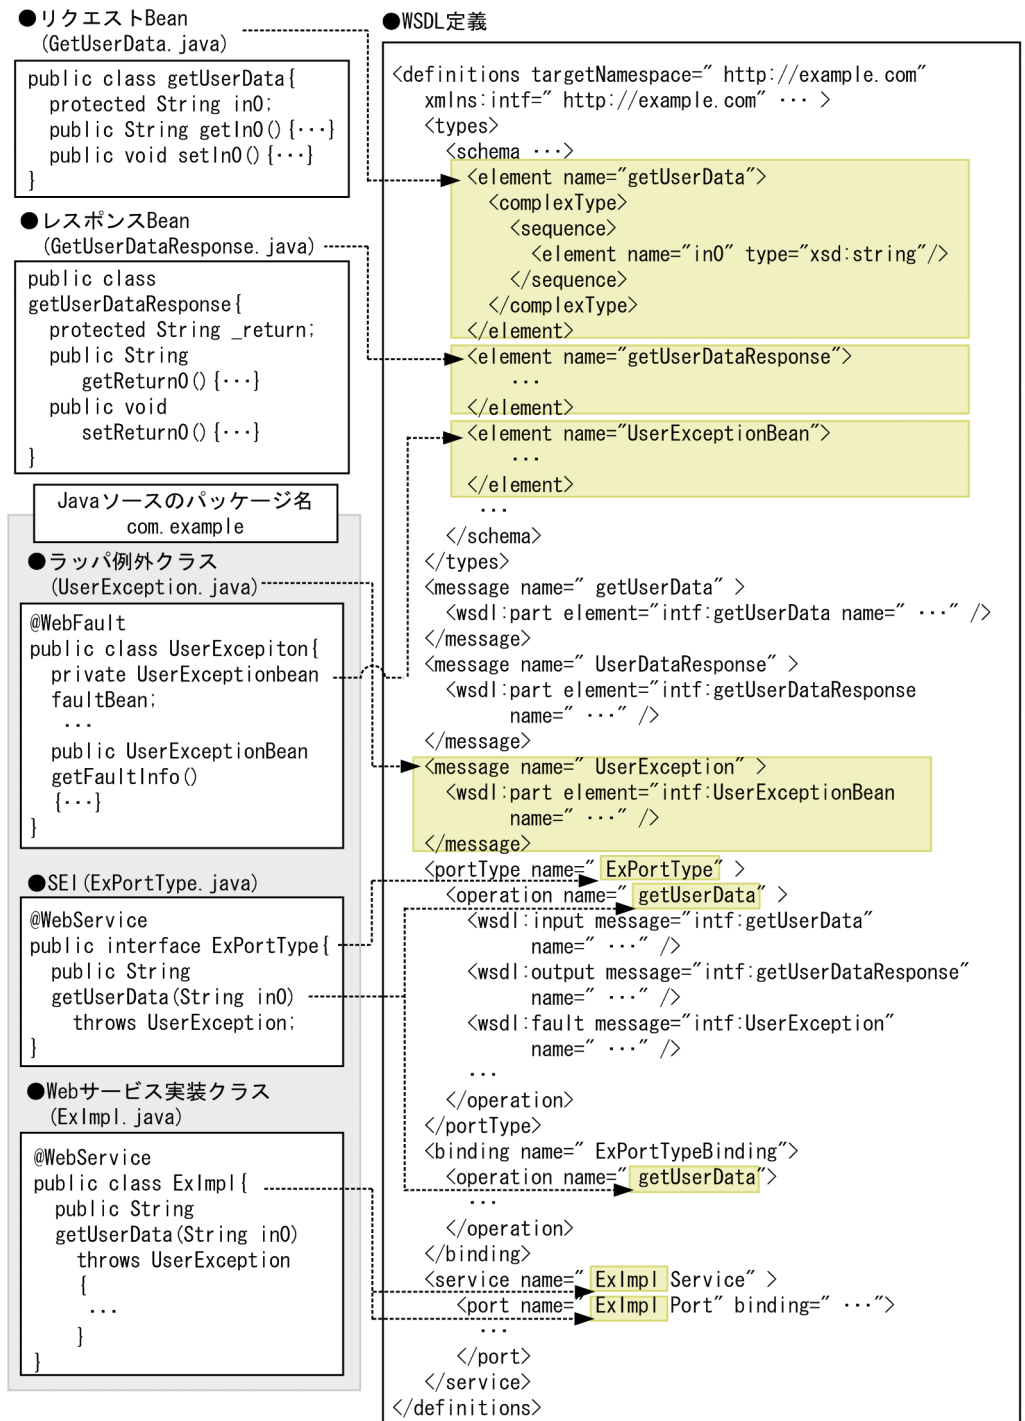 ●リクエストBean
(GetUserData.java)
public class getUserData{
protected String in0;
public String getIn0(){･･･}
public void setIn0(){･･･}
}
●レスポンスBean
(GetUserDataResponse.java)
public class
getUserDataResponse{
protected String _return;
public String
getReturn0(){･･･}
public void
setReturn0(){･･･}
}
Javaソースのパッケージ名
com.example
●ラッパ例外クラス
(UserException.java)
@WebFault
public class UserExcepiton{
private UserExceptionbean
faultBean;
･･･
public UserExceptionBean
getFaultInfo()
{･･･}
}
●SEI(ExPortType.java)
@WebService
public interface ExPortType{
public String
getUserData(String in0)
throws UserException;
}
●Webサービス実装クラス
(ExImpl.java)
@WebService
public class ExImpl{
public String
getUserData(String in0)
throws UserException
{
･･･
}
}
●WSDL定義
<definitions targetNamespace=" http://example.com"
xmlns:intf=" http://example.com" ･･･ >
<types>
<schema ･･･>
<element name="getUserData">
<complexType>
<sequence>
<element name="in0" type="xsd:string"/>
</sequence>
</complexType>
</element>
<element name="getUserDataResponse">
･･･
</element>
<element name="UserExceptionBean">
･･･
</element>
･･･
</schema>
</types>
<message name=" getUserData" >
<wsdl:part element="intf:getUserData name=" ･･･" />
</message>
<message name=" UserDataResponse" >
<wsdl:part element="intf:getUserDataResponse
name=" ･･･" />
</message>
<message name=" UserException" >
<wsdl:part element="intf:UserExceptionBean
name=" ･･･" />
</message>
<portType name=" ExPortType" >
<operation name=" getUserData" >
<wsdl:input message="intf:getUserData"
name=" ･･･" />
<wsdl:output message="intf:getUserDataResponse"
name=" ･･･" />
<wsdl:fault message="intf:UserException"
name=" ･･･" />
･･･
</operation>
</portType>
<binding name=" ExPortTypeBinding">
<operation name=" getUserData">
･･･
</operation>
</binding>
<service name=" ExImpl Service" >
<port name=" ExImpl Port" binding=" ･･･">
･･･
</port>
</service>
</definitions>